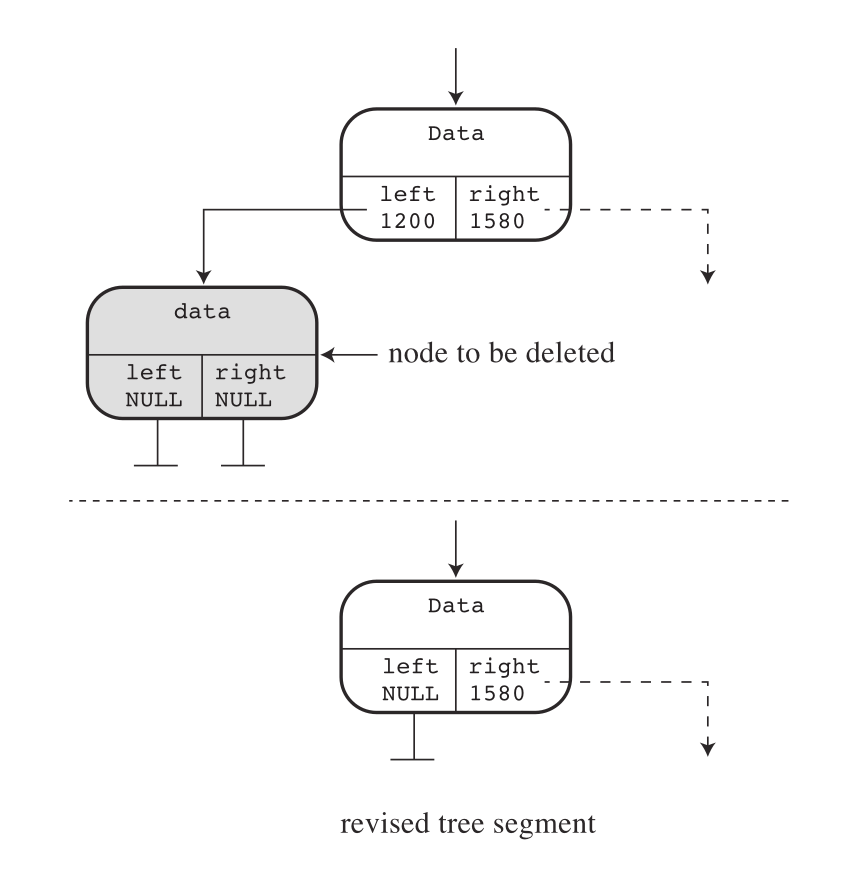 Data
left right
1200 1580
data
node to be deleted
left right
NULL NULL
Data
left right
NULL 1580
revised tree segment